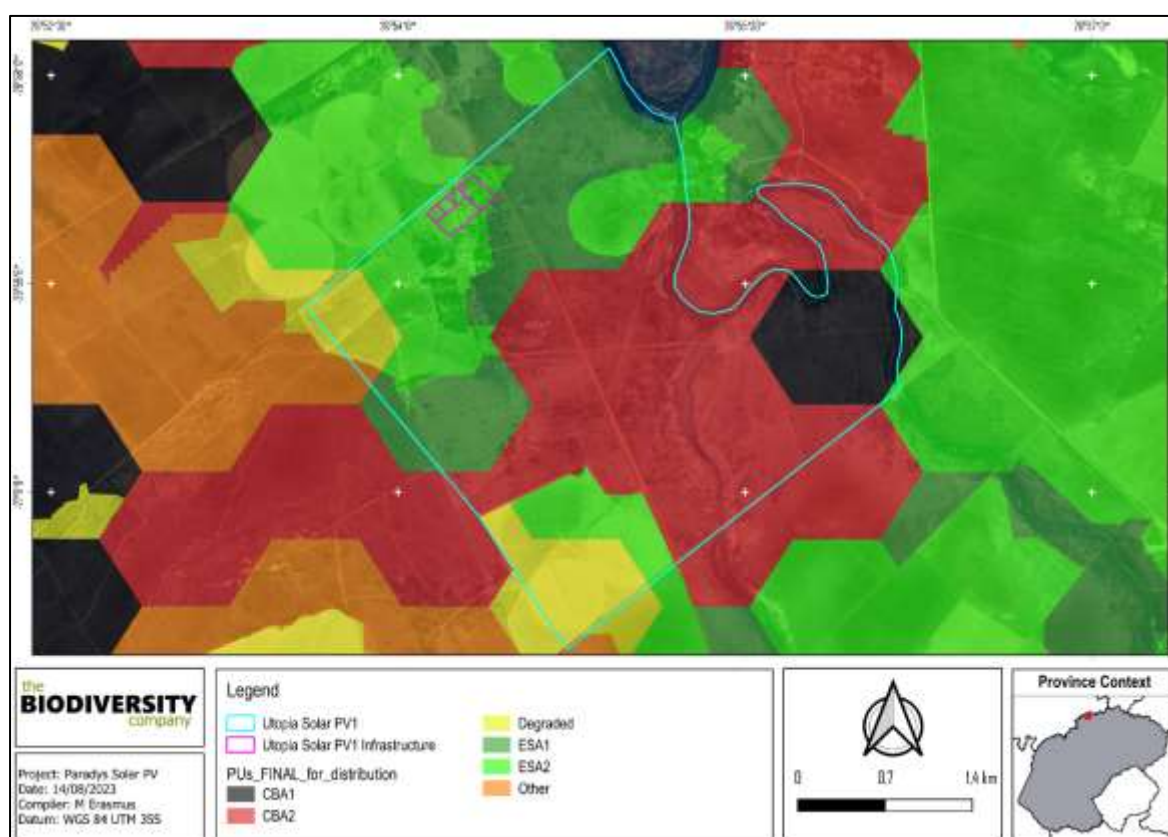 the
BIODIVERSITY
company
Project: Paradys Solar PV
Date: 14/08/2023
Compiler: M Erasmus
Datum: WGS 84 UTM 35S
Legend
Utopia Solar PV1
Utopia Solar PV1 Infrastructure
PUs_FINAL_for_distribution
CBA1
CBA2
Degraded
ESA1
ESA2
Other
0 0.7 1.4 km
Province Context